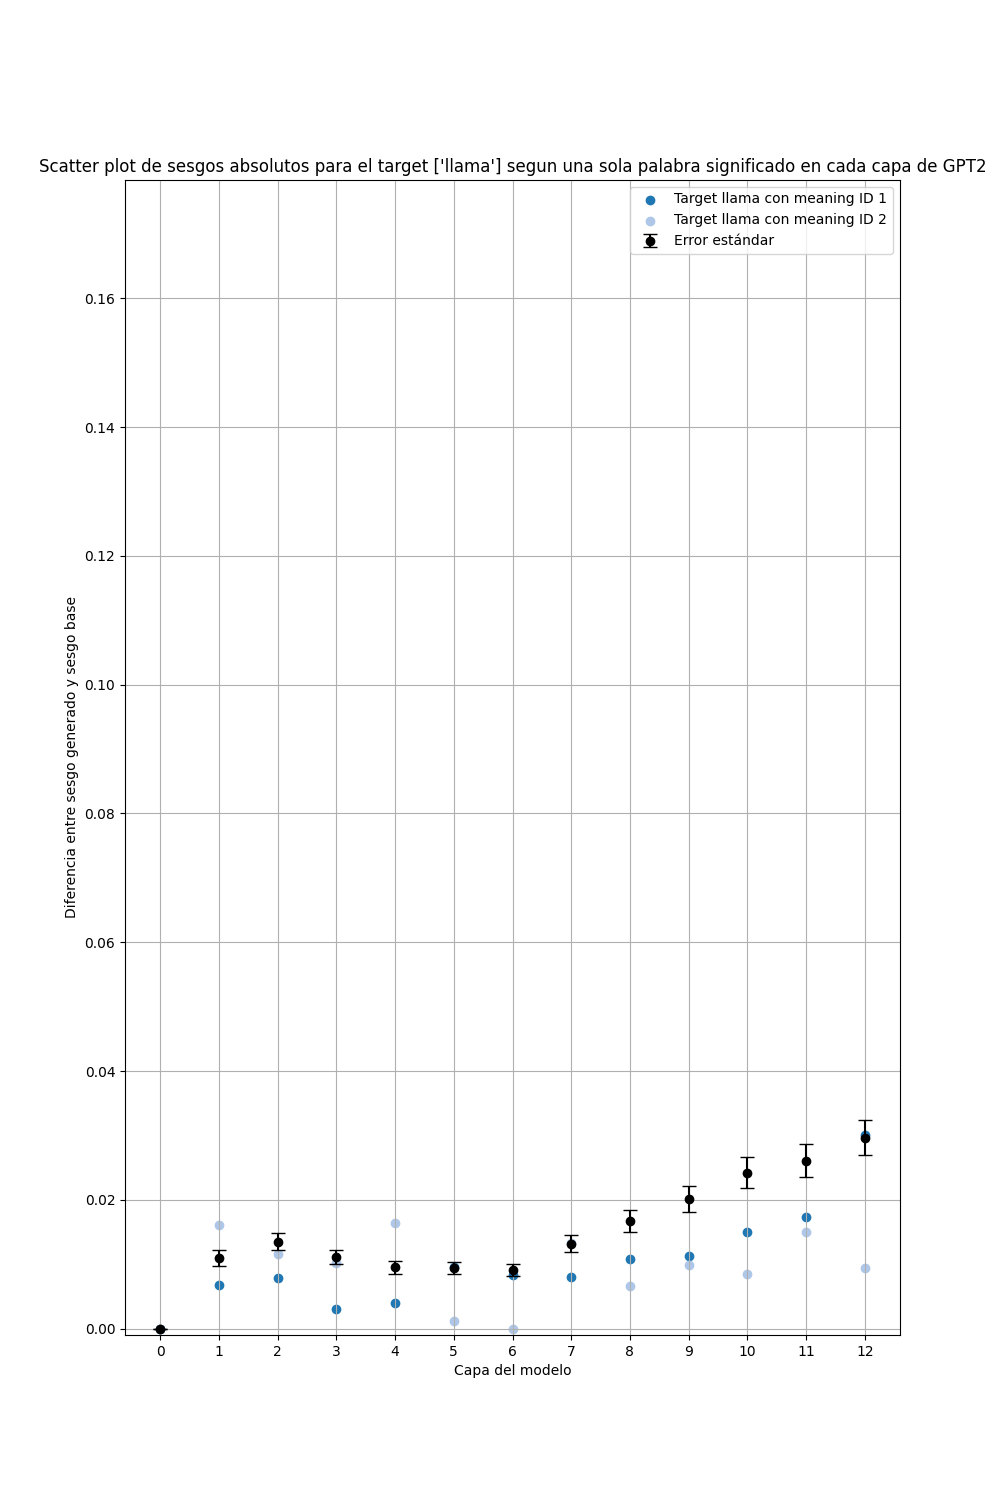 Scatter plot de sesgos absolutos para el target ['llama'] segun una sola palabra significado en cada capa de GPT2
Target llama con meaning ID 1
Target llama con meaning ID 2
Error estándar
0.16
0.14
0.12
0.10
0.08
0.06
0.04
0.02
0.00
Diferencia entre sesgo generado y sesgo base
0 1 2 3 4 5 6 7 8 9 10 11 12
Capa del modelo